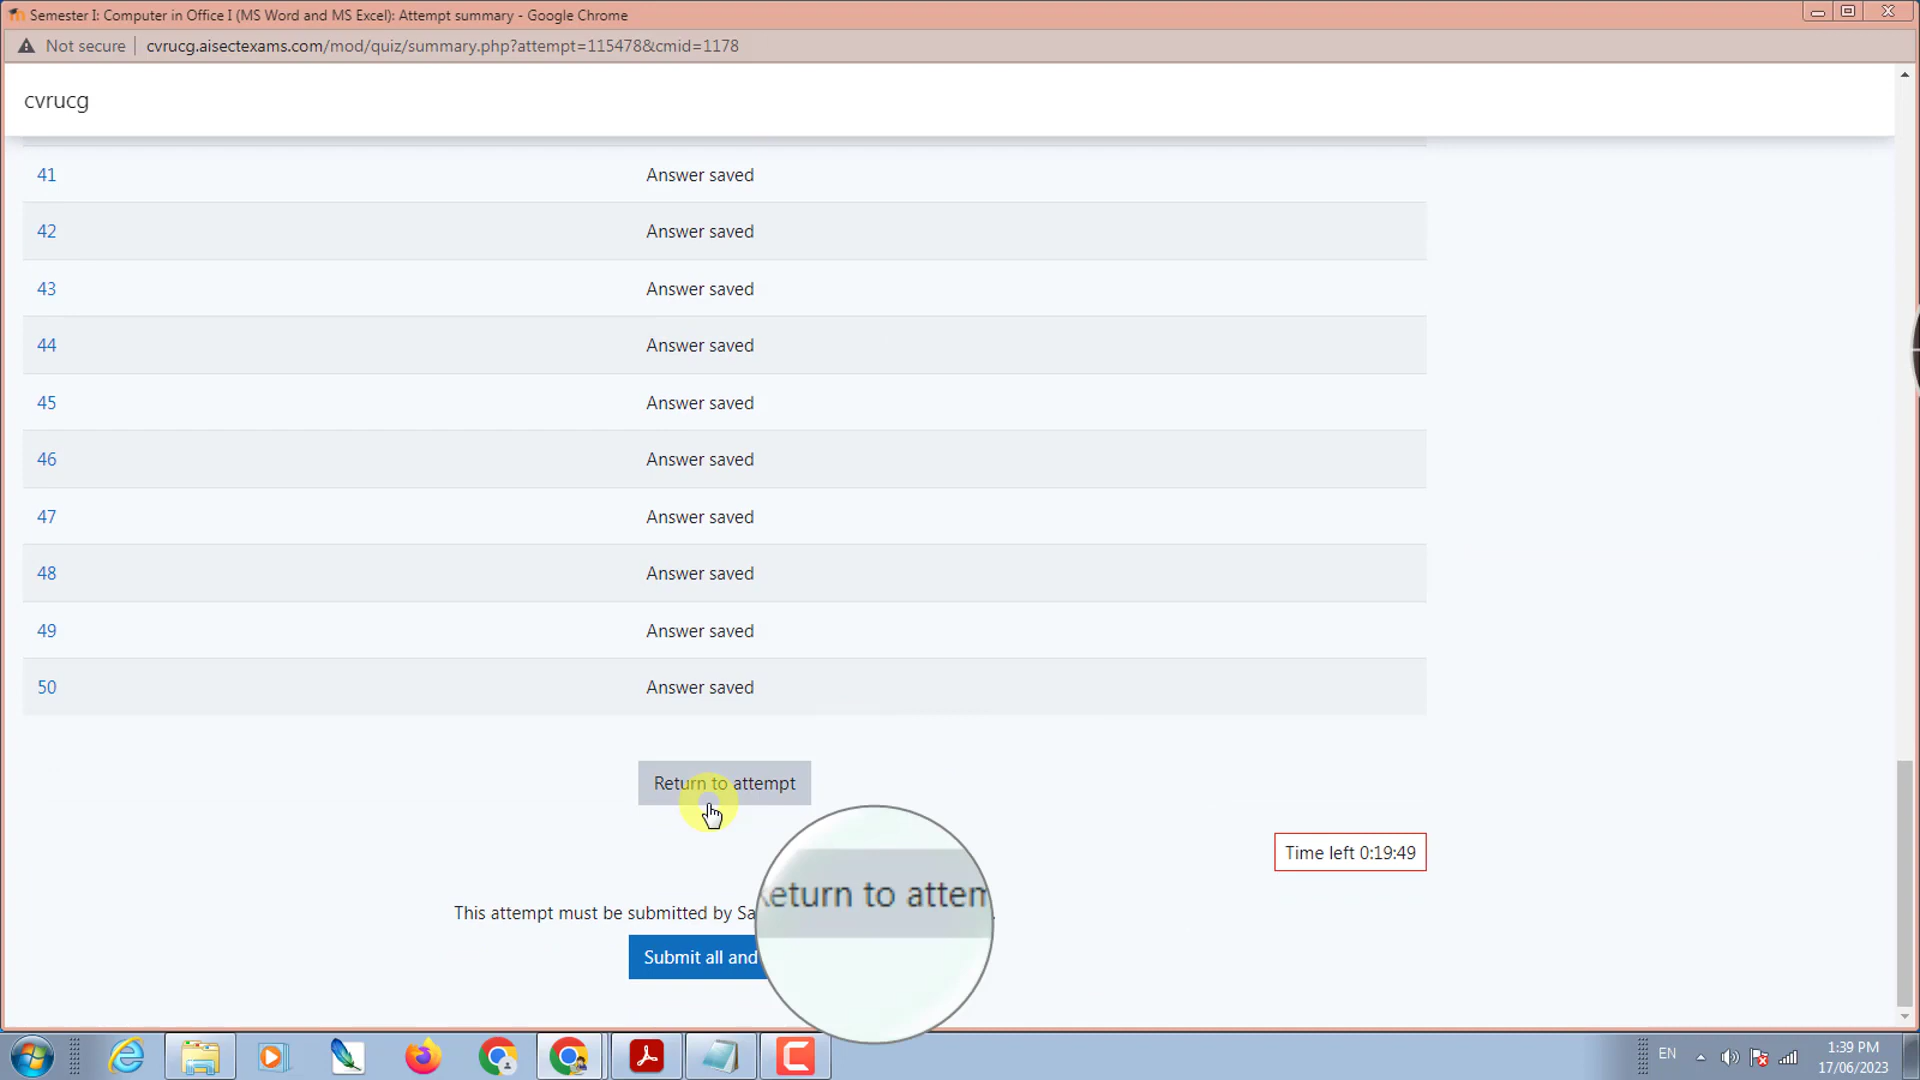 Semester I: Computer in Office I (MS Word and MS Excel): Attempt summary - Google Chrome
Not secure
cvrucg.aisectexams.com/mod/quiz/summary.php?attempt=115478&cmid=1178
cvrucg
41 Answer saved
42 Answer saved
43 Answer saved
44 Answer saved
45 Answer saved
46 Answer saved
47 Answer saved
48 Answer saved
49 Answer saved
50 Answer saved
Return to attempt
Time left 0:19:49
eturn to attem
This attempt must be submitted by Sa
Submit all and
EN
1:39 PM
17/06/2023